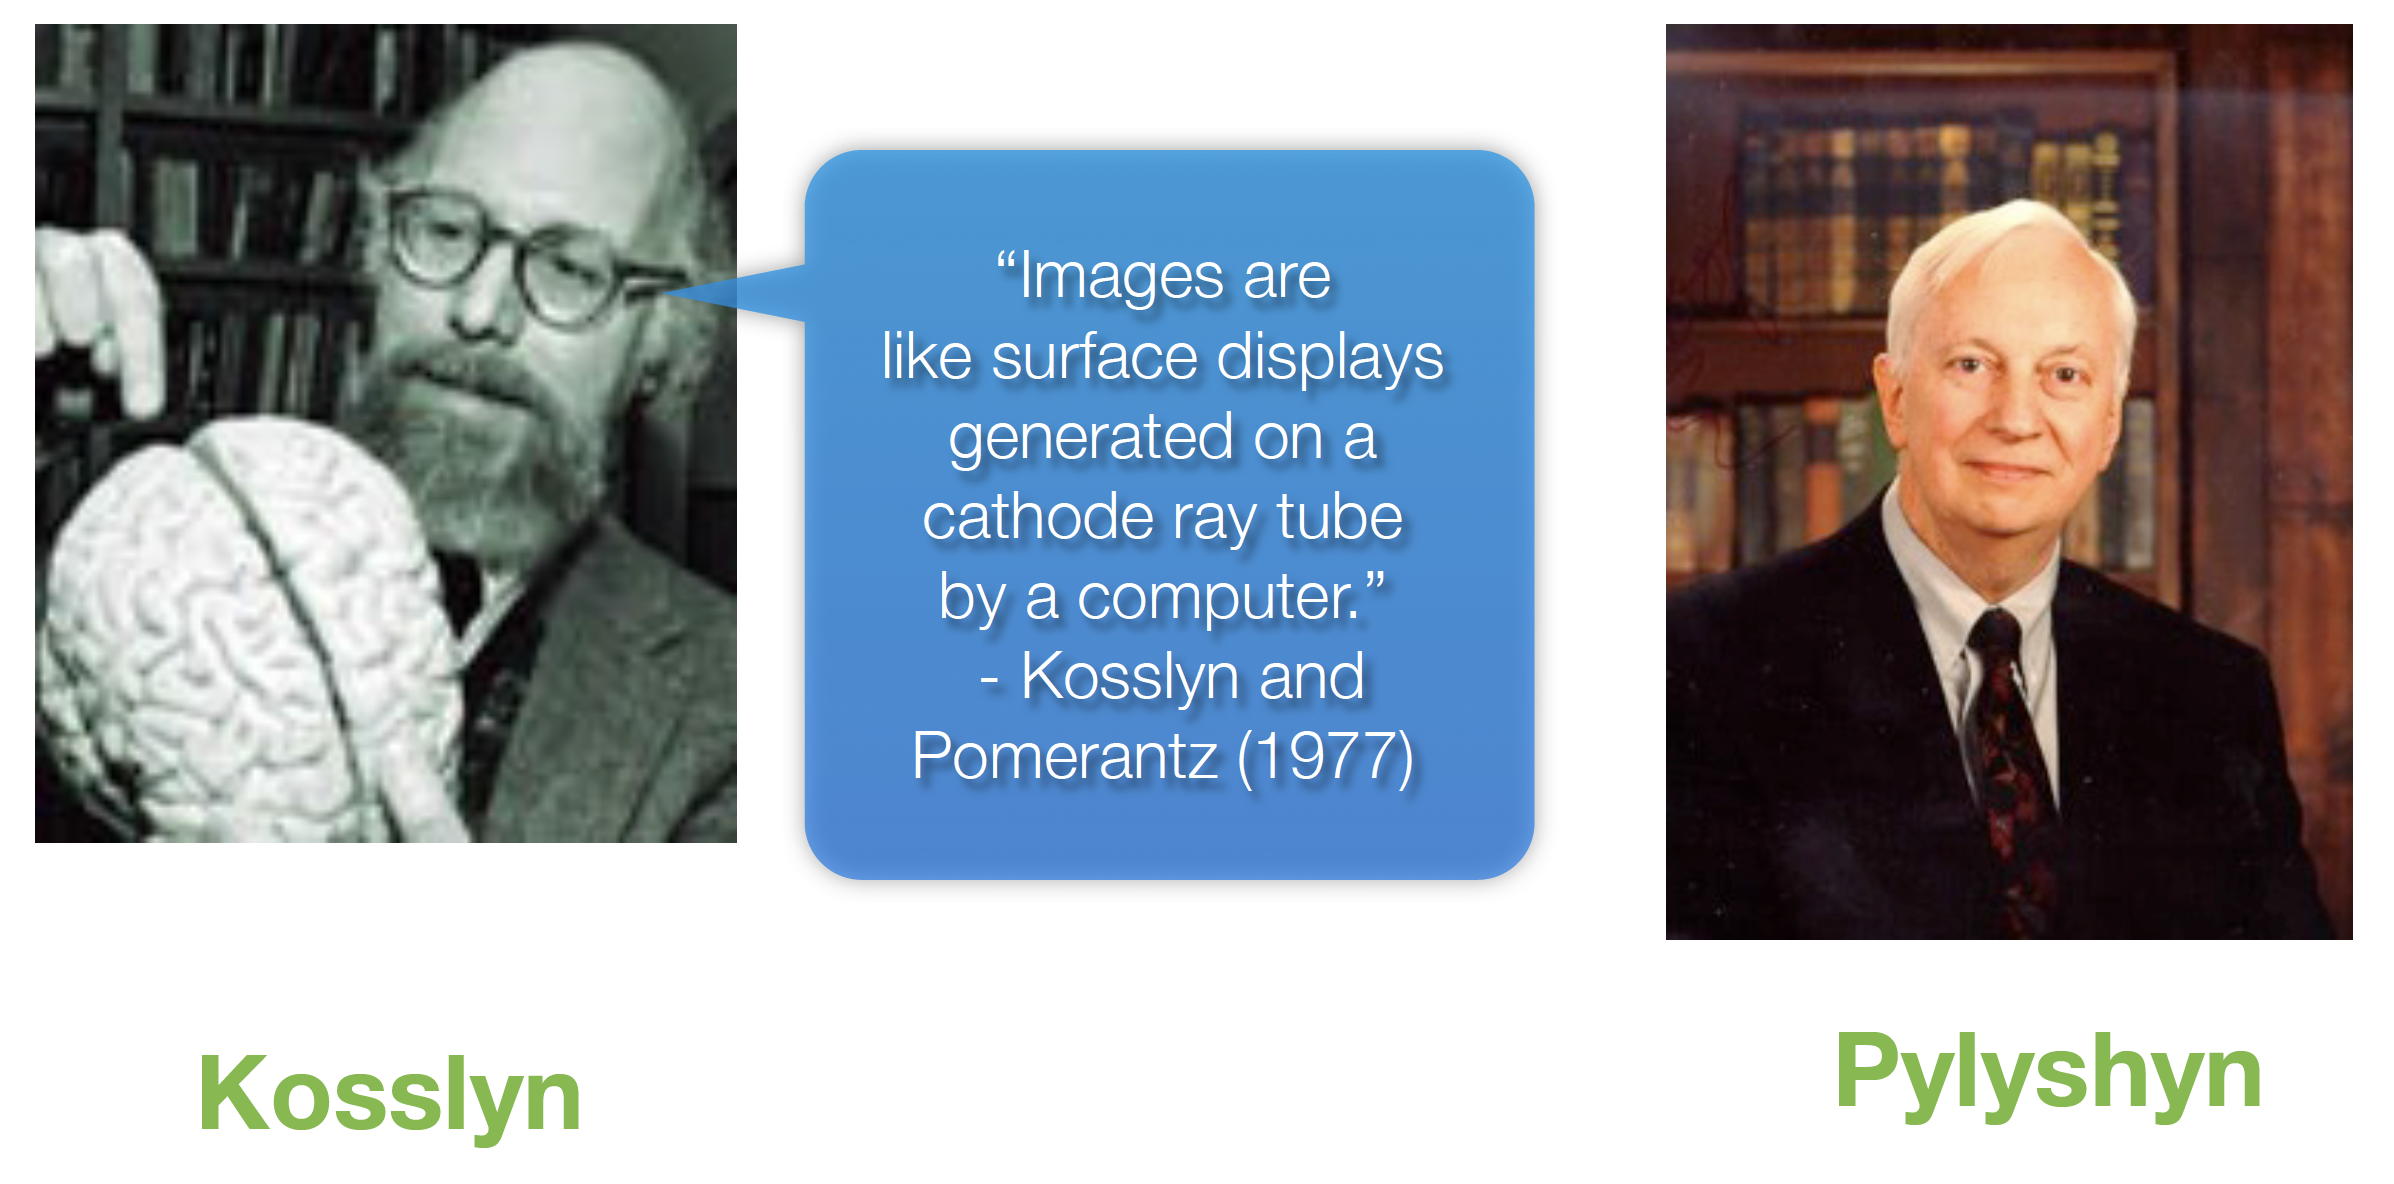 “Images are
like surface displays
generated on a
cathode ray tube
by a computer.”
- Kosslyn and
Pomerantz (1977)
Kosslyn
Pylyshyn